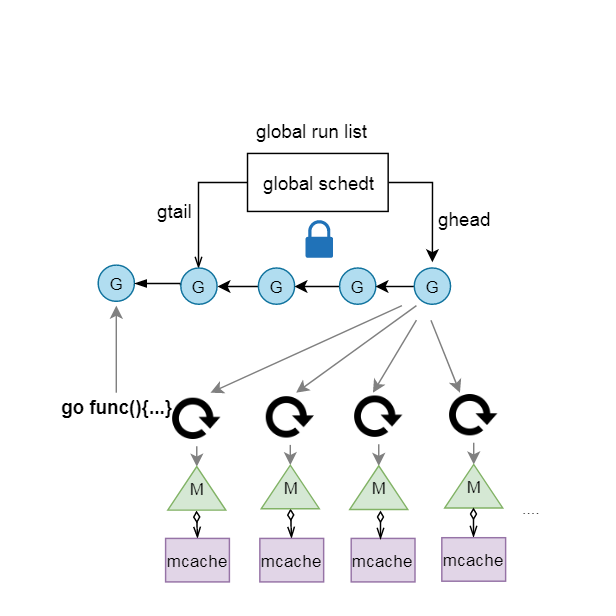 global run list
global schedt
gtail
ghead
G G G G G
go func(){...}
M M M M
....
mcache mcache mcache mcache